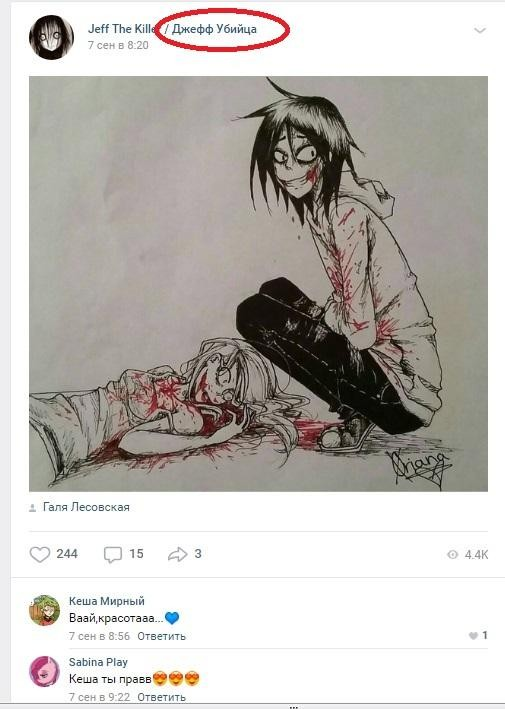 Jeff The Kille / Джефф Убийца
7 сен в 8:20
Ariana
Галя Лесовская
244 15 3 4.4K
Кеша Мирный
Ваай,красотааа...💙
7 сен в 8:56 Ответить 1
Sabina Play
Кеша ты правв😍😍😍
7 сен в 9:22 Ответить